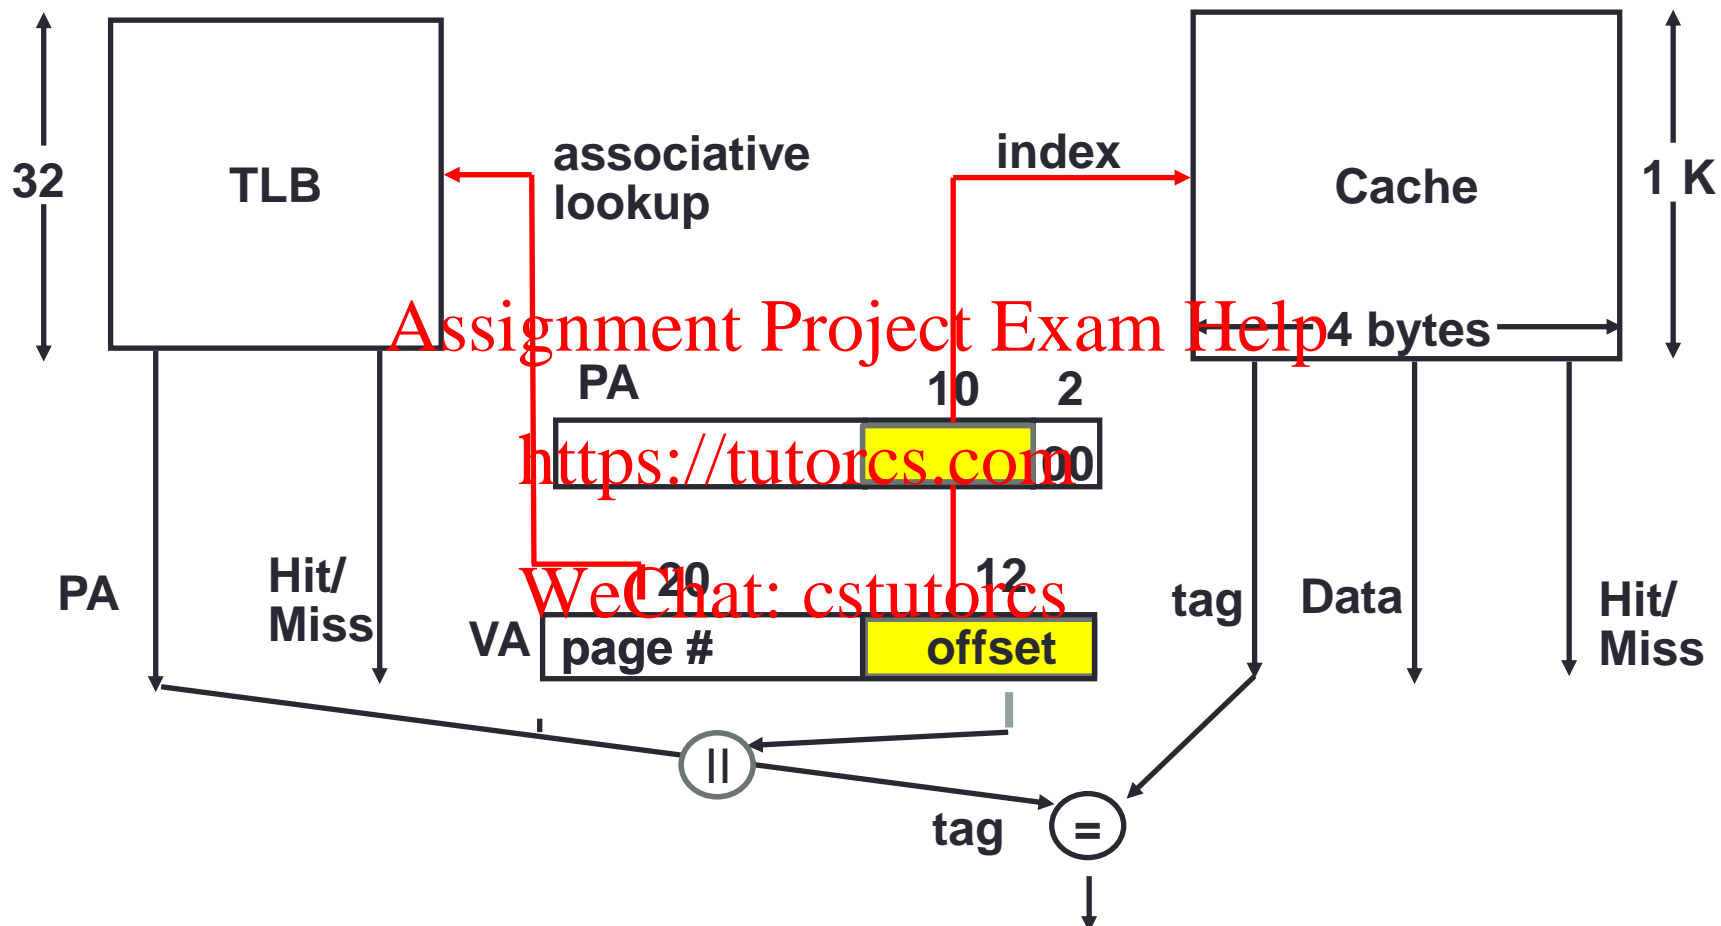 32
TLB
associative
lookup
index
Cache
1 K
4 bytes
Assignment Project Exam Help
PA
10
2
https://tutorcs.com
00
PA
Hit/
Miss
20
12
WeChat: cstutorcs
VA
page #
offset
tag
Data
Hit/
Miss
||
tag
=